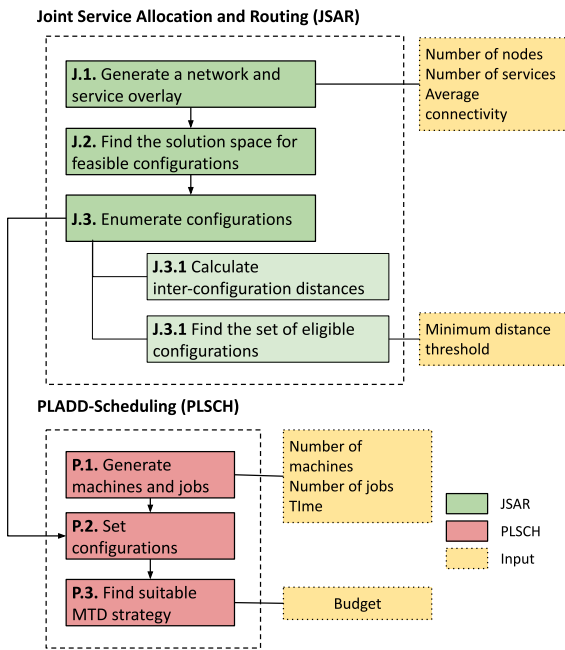 Joint Service Allocation and Routing (JSAR)
J.1. Generate a network and
service overlay
Number of nodes
Number of services
Average
connectivity
J.2. Find the solution space for
feasible configurations
J.3. Enumerate configurations
J.3.1 Calculate
inter-configuration distances
J.3.1 Find the set of eligible
configurations
Minimum distance
threshold
PLADD-Scheduling (PLSCH)
P.1. Generate
machines and jobs
Number of
machines
Number of jobs
TIme
P.2. Set
configurations
P.3. Find suitable
MTD strategy
Budget
JSAR
PLSCH
Input